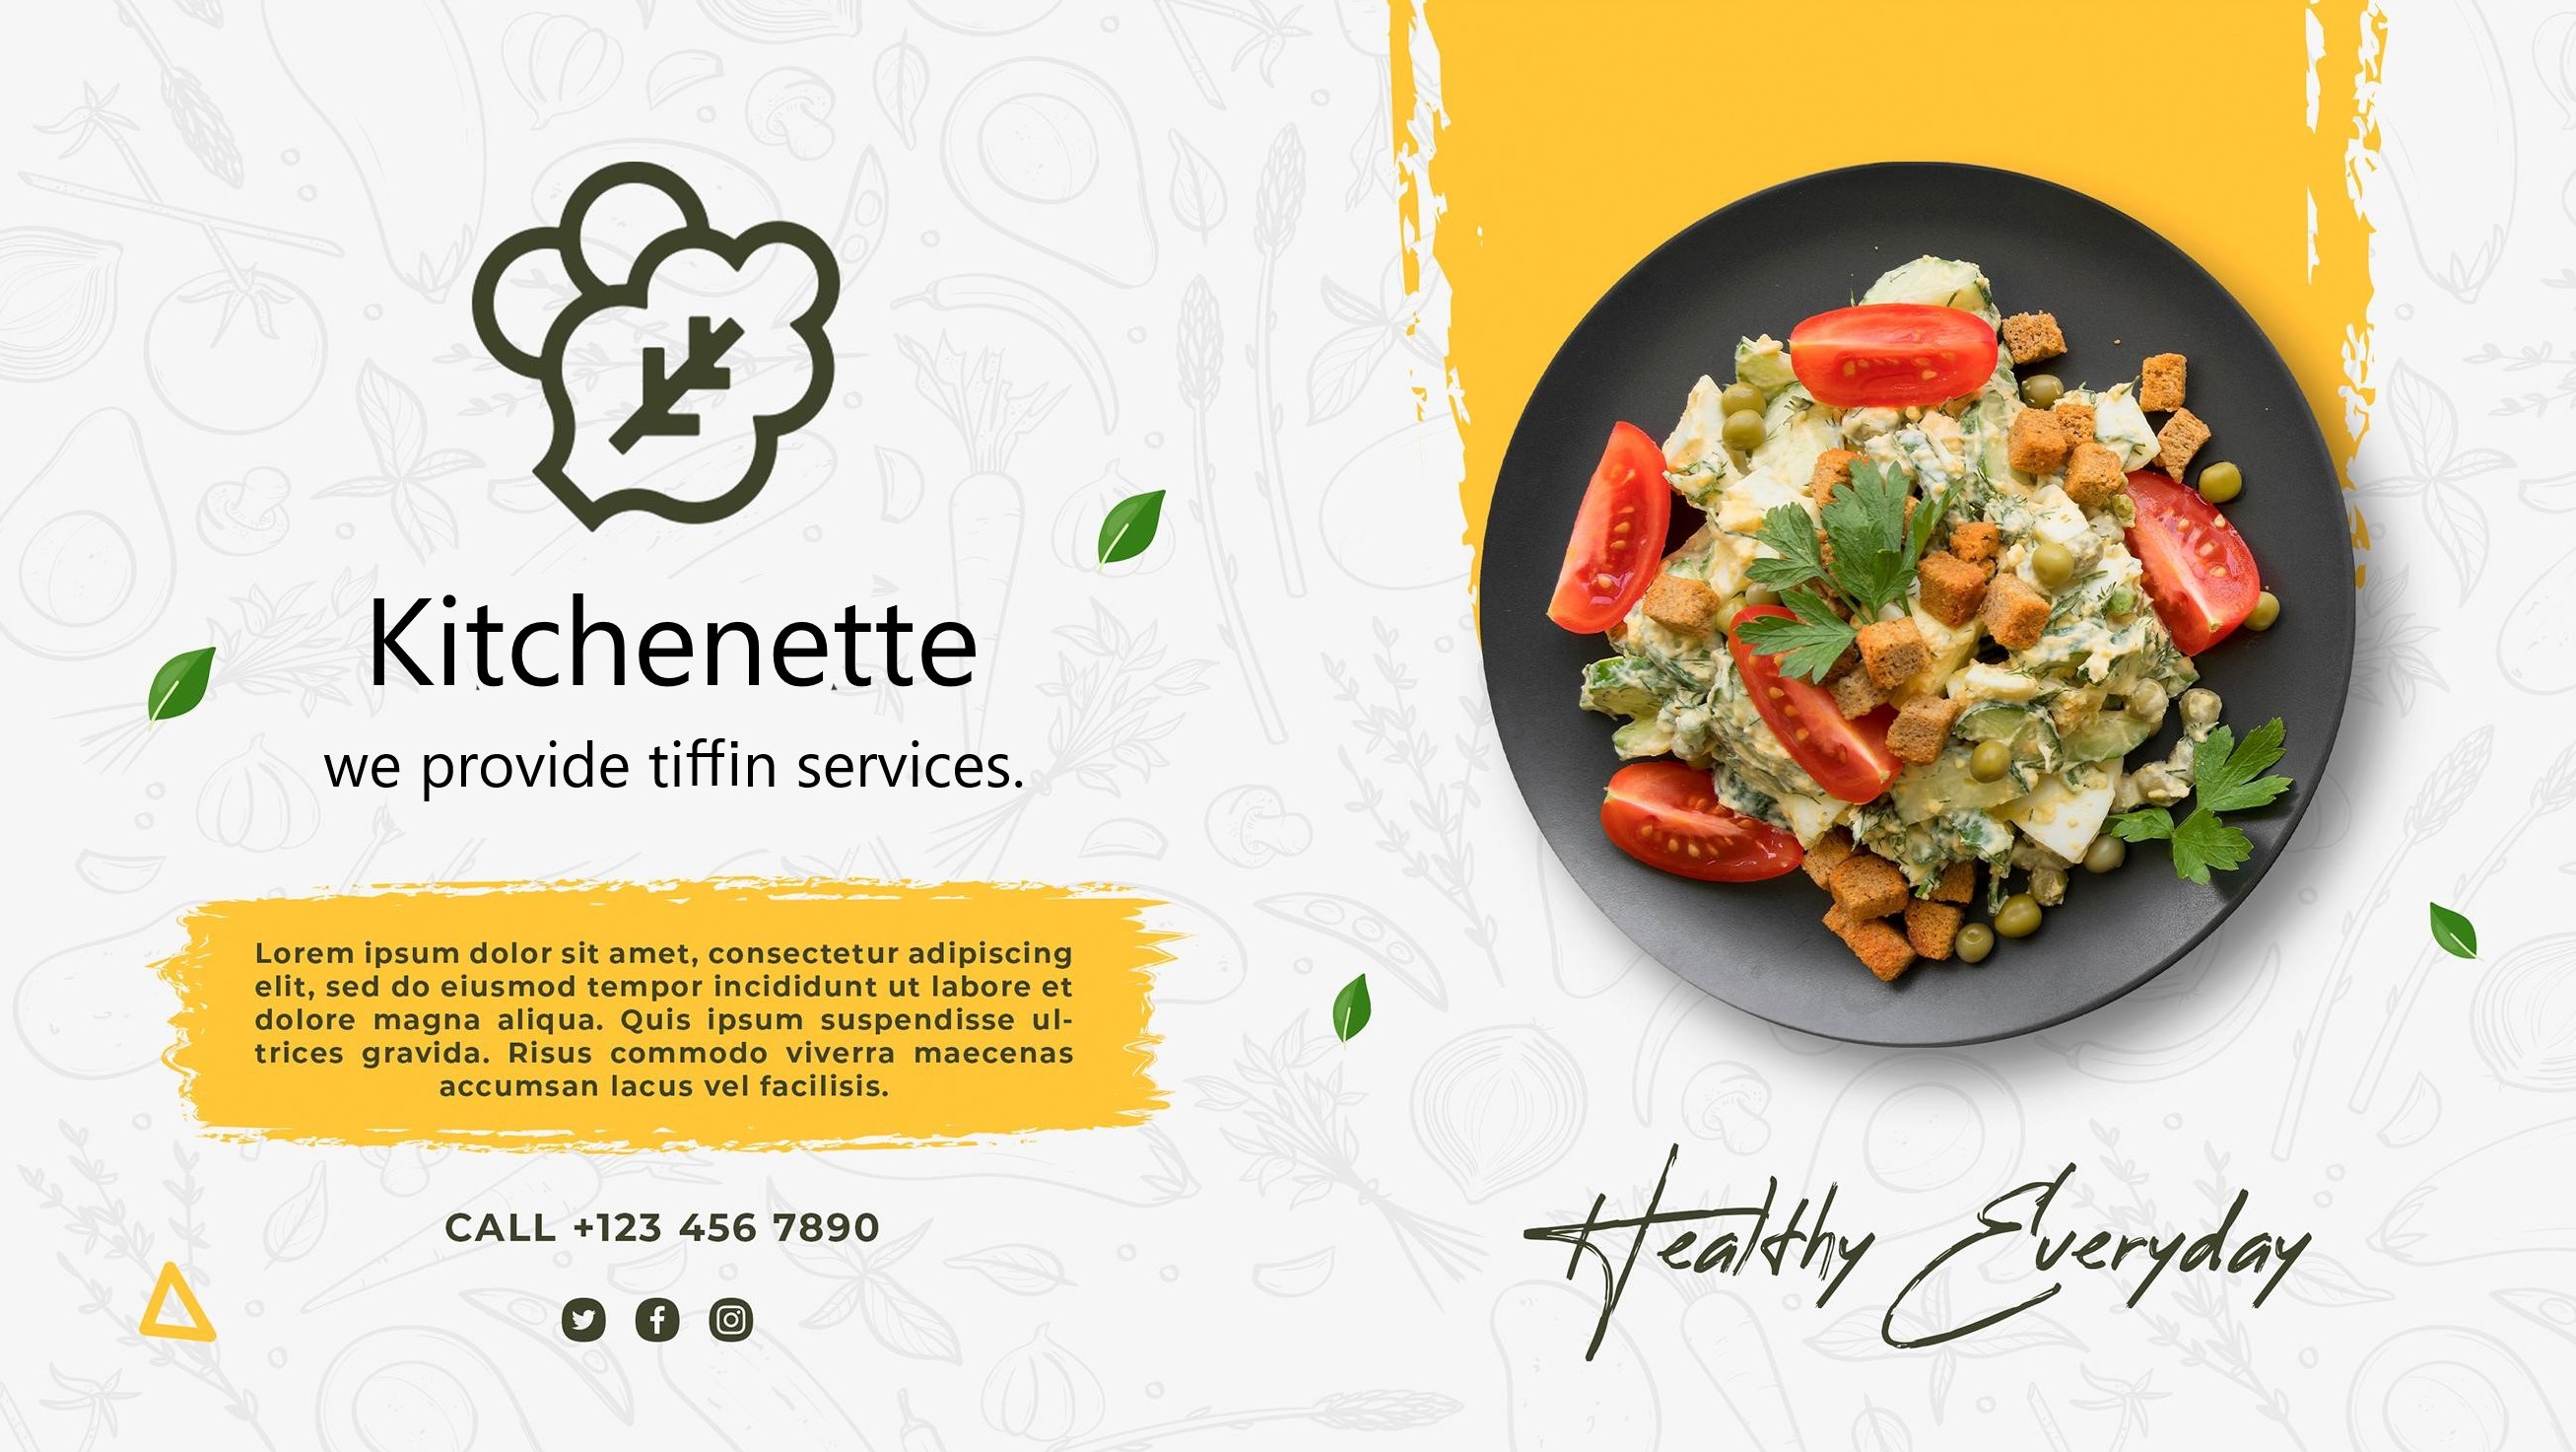 Kitchenette
we provide tiffin services.
Lorem ipsum dolor sit amet, consectetur adipiscing
elit, sed do eiusmod tempor incididunt ut labore et
dolore magna aliqua. Quis ipsum suspendisse ul-
trices gravida. Risus commodo viverra maecenas
accumsan lacus vel facilisis.
CALL +123 456 7890
Healthy Everyday